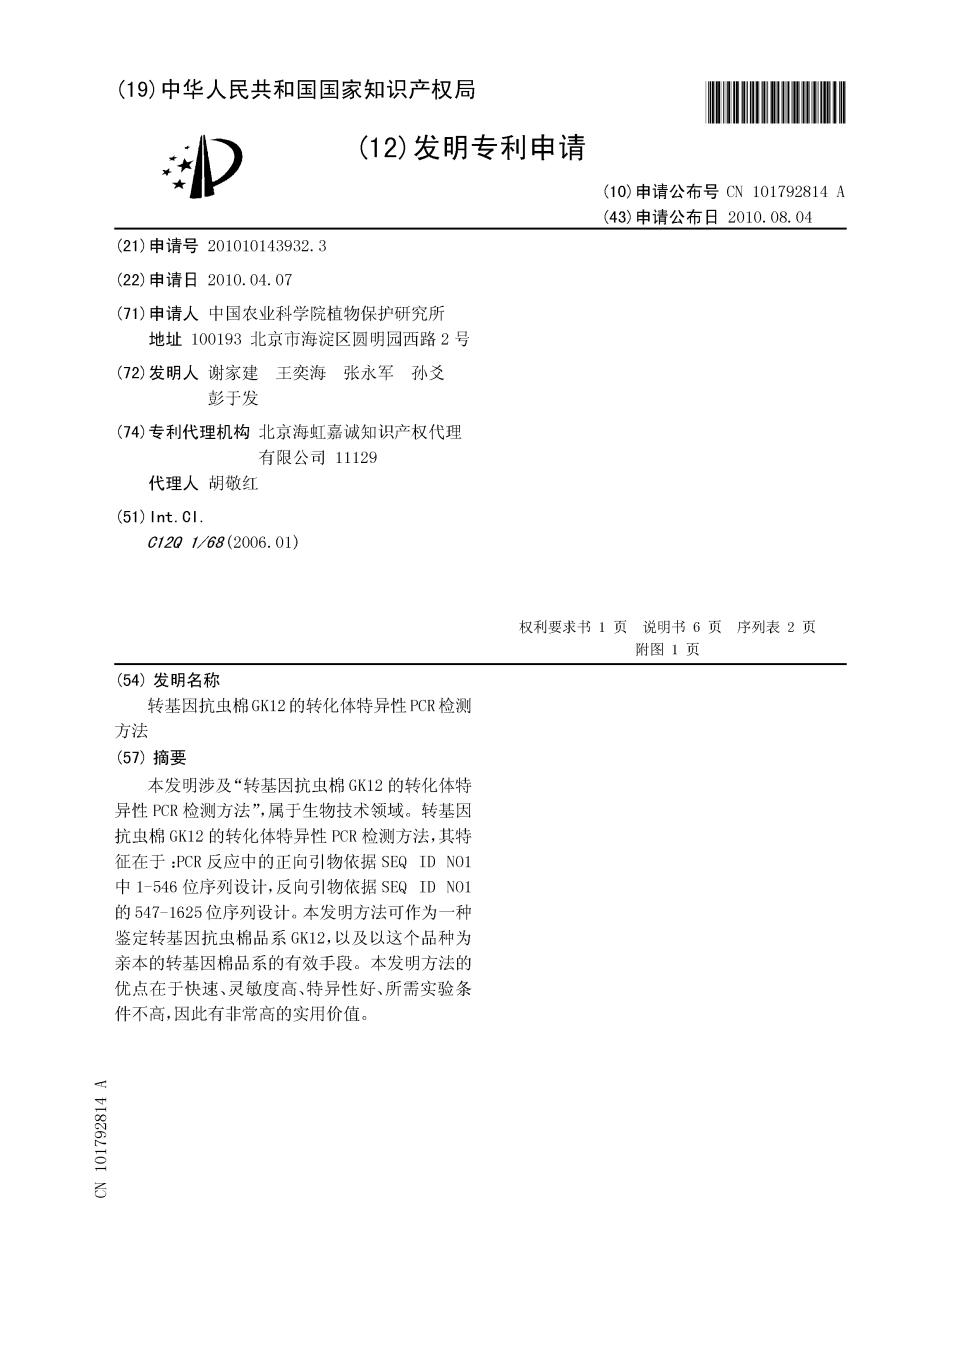 (19)中华人民共和国国家知识产权局
(12)发明专利申请
(10)申请公布号 CN 101792814 A
(43)申请公布日 2010.08.04
(21)申请号 201010143932.3
(22)申请日 2010.04.07
(71)申请人 中国农业科学院植物保护研究所
地址 100193 北京市海淀区圆明园西路 2 号
(72)发明人 谢家建 王奕海 张永军 孙爻
彭于发
(74)专利代理机构 北京海虹嘉诚知识产权代理
有限公司 11129
代理人 胡敬红
(51)Int.Cl.
C12Q 1/68(2006.01)
权利要求书 1 页 说明书 6 页 序列表 2 页
附图 1 页
(54)发明名称
转基因抗虫棉GK12的转化体特异性PCR检测
方法
(57)摘要
本发明涉及“转基因抗虫棉 GK12 的转化体特
异性 PCR 检测方法”,属于生物技术领域。转基因
抗虫棉 GK12 的转化体特异性 PCR 检测方法,其特
征在于:PCR 反应中的正向引物依据 SEQ ID NO1
中 1-546 位序列设计,反向引物依据 SEQ ID NO1
的 547-1625 位序列设计。本发明方法可作为一种
鉴定转基因抗虫棉品系 GK12,以及以这个品种为
亲本的转基因棉品系的有效手段。本发明方法的
优点在于快速、灵敏度高、特异性好、所需实验条
件不高,因此有非常高的实用价值。
CN 101792814 A